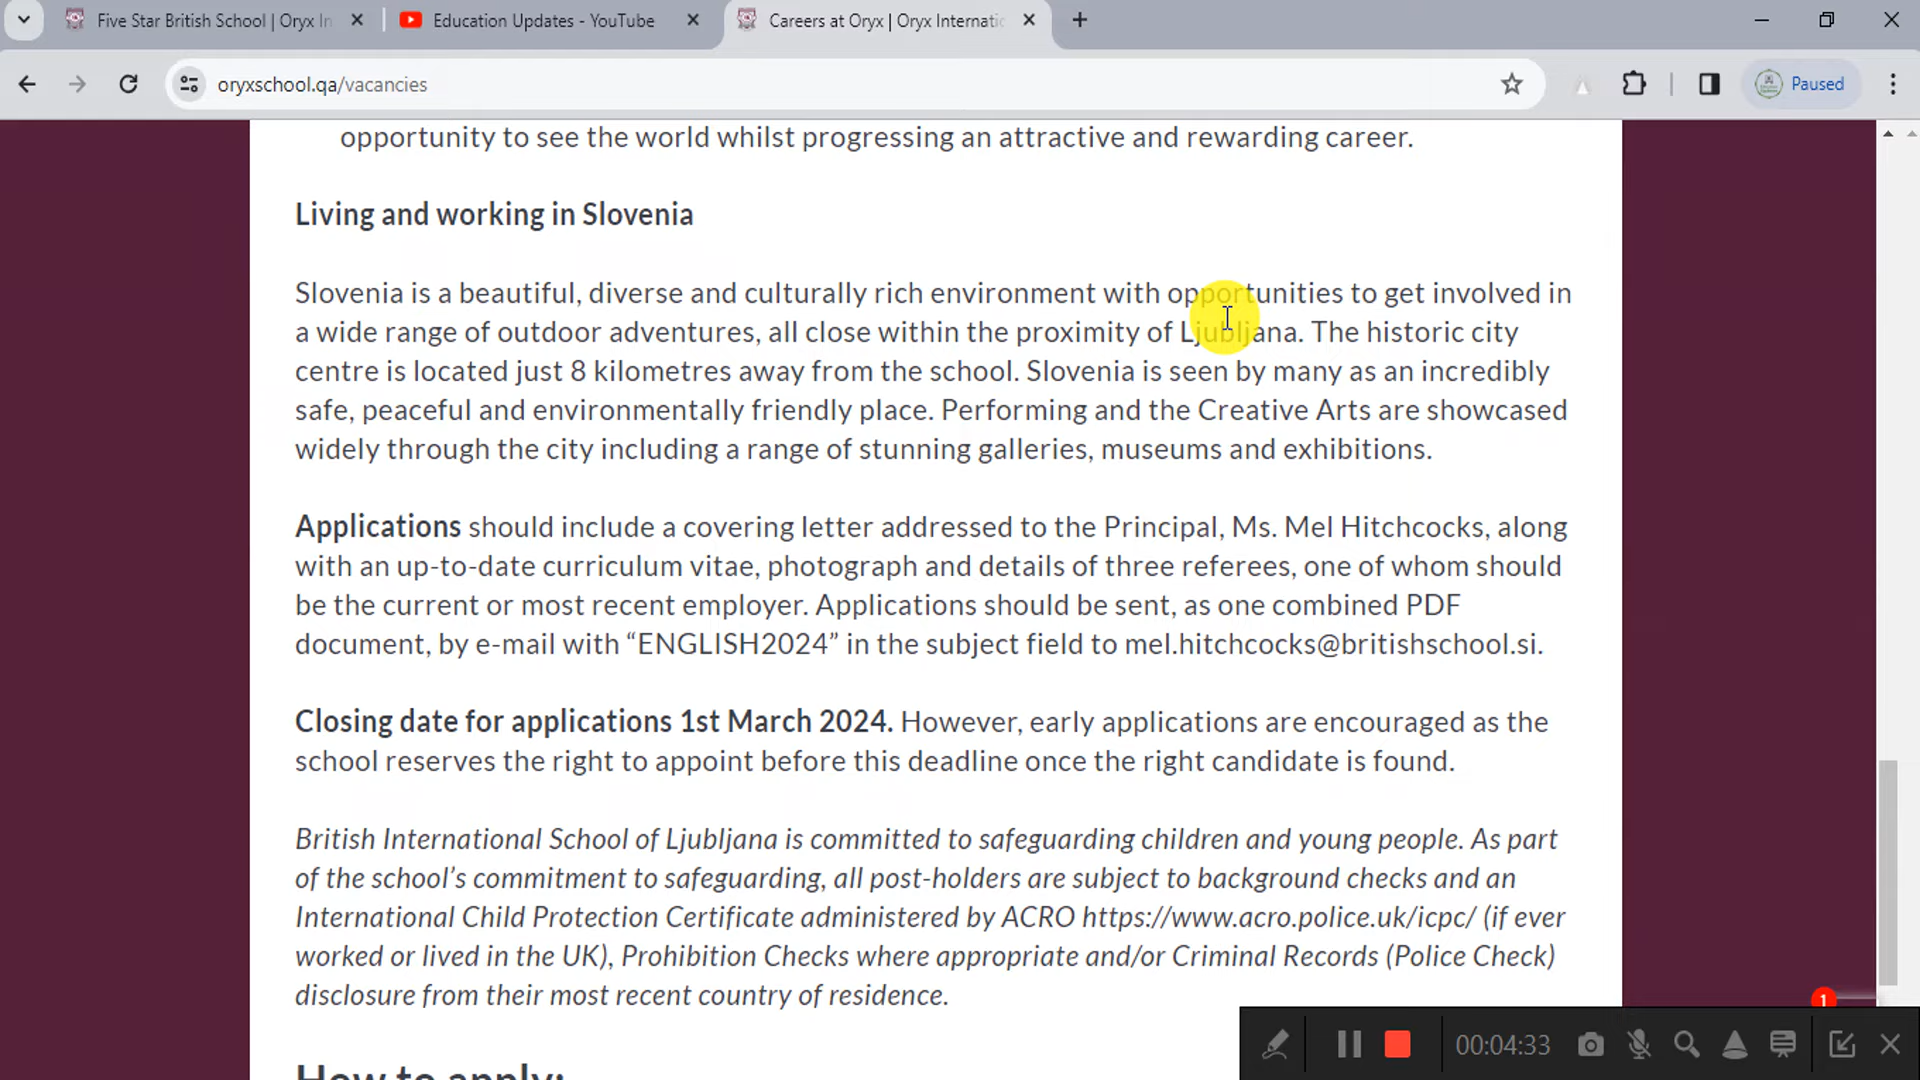 Five Star British School | Oryx In
Education Updates - YouTube
Careers at Oryx | Oryx Internatio
oryxschool.qa/vacancies
Paused
opportunity to see the world whilst progressing an attractive and rewarding career.
Living and working in Slovenia
Slovenia is a beautiful, diverse and culturally rich environment with opportunities to get involved in
a wide range of outdoor adventures, all close within the proximity of Ljubljana. The historic city
centre is located just 8 kilometres away from the school. Slovenia is seen by many as an incredibly
safe, peaceful and environmentally friendly place. Performing and the Creative Arts are showcased
widely through the city including a range of stunning galleries, museums and exhibitions.
Applications should include a covering letter addressed to the Principal, Ms. Mel Hitchcocks, along
with an up-to-date curriculum vitae, photograph and details of three referees, one of whom should
be the current or most recent employer. Applications should be sent, as one combined PDF
document, by e-mail with “ENGLISH2024” in the subject field to mel.hitchcocks@britishschool.si.
Closing date for applications 1st March 2024. However, early applications are encouraged as the
school reserves the right to appoint before this deadline once the right candidate is found.
British International School of Ljubljana is committed to safeguarding children and young people. As part
of the school’s commitment to safeguarding, all post-holders are subject to background checks and an
International Child Protection Certificate administered by ACRO https://www.acro.police.uk/icpc/ (if ever
worked or lived in the UK), Prohibition Checks where appropriate and/or Criminal Records (Police Check)
disclosure from their most recent country of residence.
How to apply:
1
00:04:33